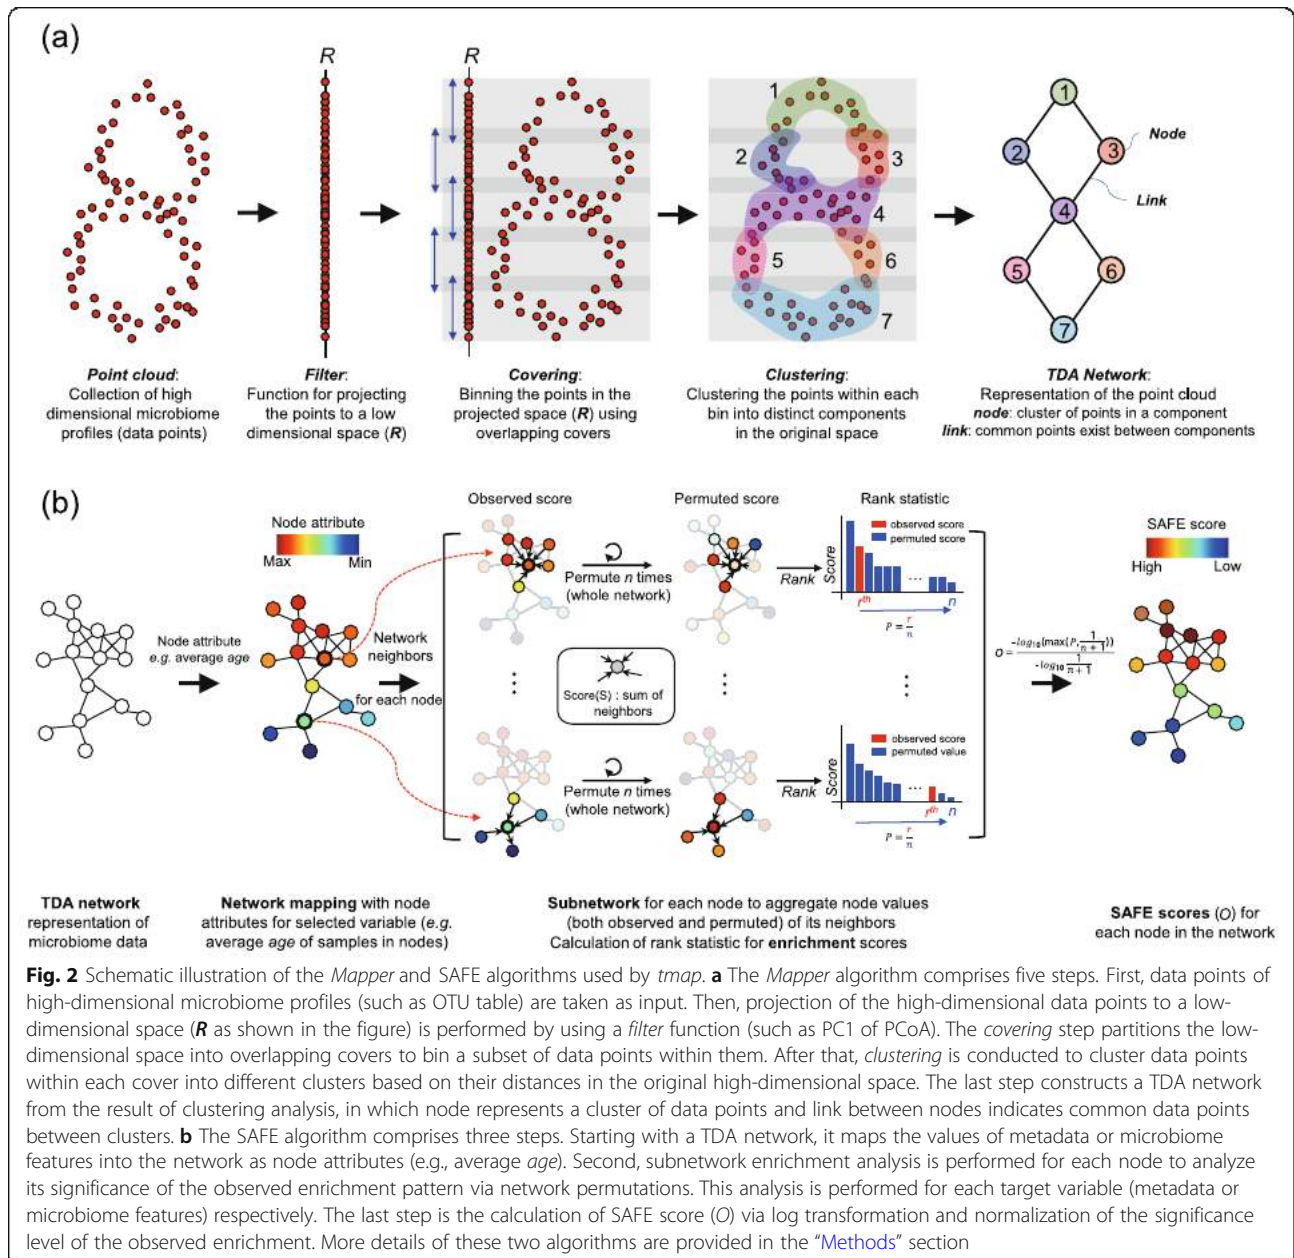 (a)
R
R
1
2
3
4
5
6
7
1
2
3
4
5
6
7
Node
Link
Point cloud:
Collection of high
dimensional microbiome
profiles (data points)
Filter:
Function for projecting
the points to a low
dimensional space (R)
Covering:
Binning the points in the
projected space (R) using
overlapping covers
Clustering:
Clustering the points within each
bin into distinct components
in the original space
TDA Network:
Representation of the point cloud
node: cluster of points in a component
link: common points exist between components
(b)
Node attribute
Max Min
Observed score
Permuted score
Rank statistic
SAFE score
High Low
Node attribute
e.g. average age
Network
neighbors
for each node
Permute n times
(whole network)
Rank
Score
observed score
permuted score
...
rth n
P = r/n
Score(S) : sum of
neighbors
Permute n times
(whole network)
Rank
Score
observed score
permuted value
...
rth n
P = r/n
O = -log10(max(P, 1/(n+1))) / -log10 1/(n+1)
TDA network
representation of
microbiome data
Network mapping with node
attributes for selected variable (e.g.
average age of samples in nodes)
Subnetwork for each node to aggregate node values
(both observed and permuted) of its neighbors
Calculation of rank statistic for enrichment scores
SAFE scores (O) for
each node in the network
Fig. 2 Schematic illustration of the Mapper and SAFE algorithms used by tmap. a The Mapper algorithm comprises five steps. First, data points of
high-dimensional microbiome profiles (such as OTU table) are taken as input. Then, projection of the high-dimensional data points to a low-
dimensional space (R as shown in the figure) is performed by using a filter function (such as PC1 of PCoA). The covering step partitions the low-
dimensional space into overlapping covers to bin a subset of data points within them. After that, clustering is conducted to cluster data points
within each cover into different clusters based on their distances in the original high-dimensional space. The last step constructs a TDA network
from the result of clustering analysis, in which node represents a cluster of data points and link between nodes indicates common data points
between clusters. b The SAFE algorithm comprises three steps. Starting with a TDA network, it maps the values of metadata or microbiome
features into the network as node attributes (e.g., average age). Second, subnetwork enrichment analysis is performed for each node to analyze
its significance of the observed enrichment pattern via network permutations. This analysis is performed for each target variable (metadata or
microbiome features) respectively. The last step is the calculation of SAFE score (O) via log transformation and normalization of the significance
level of the observed enrichment. More details of these two algorithms are provided in the "Methods" section